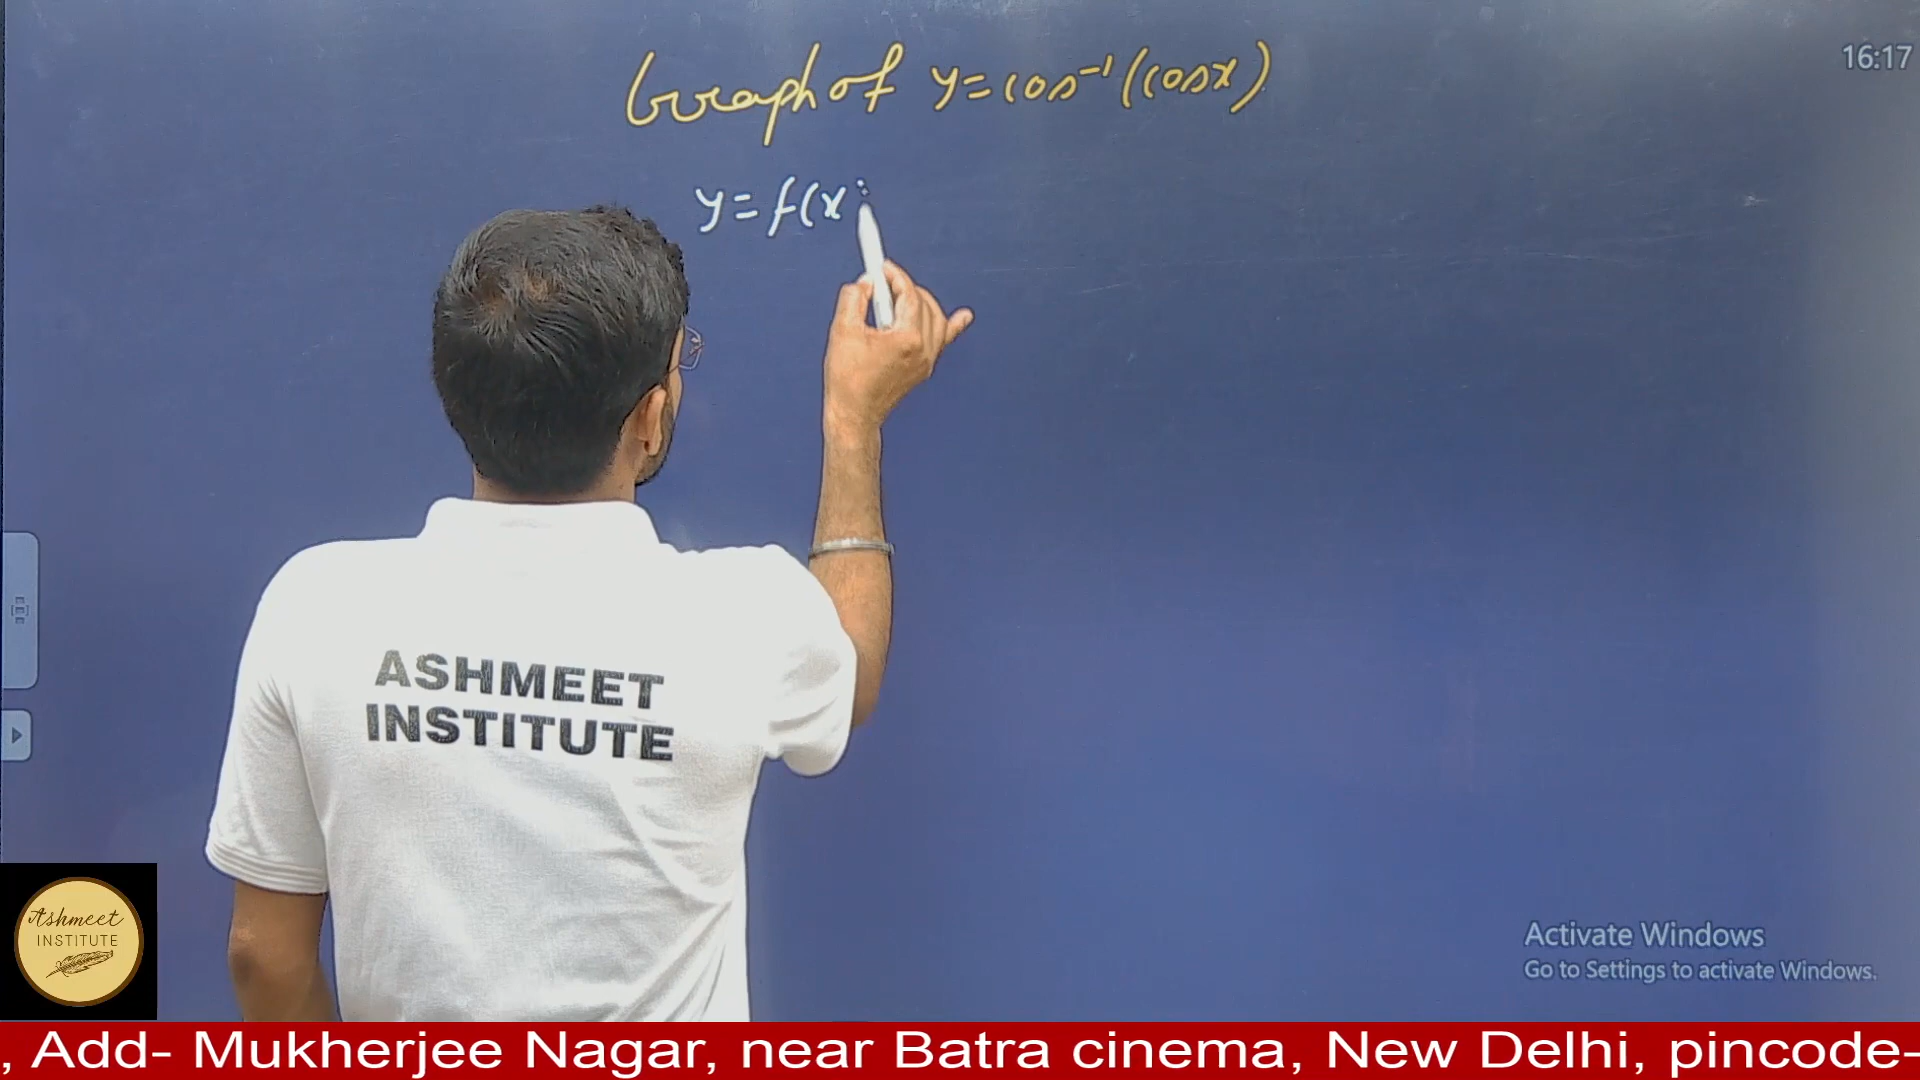 Graph of y = cos⁻¹(cosx)
16:17
y = f(x
ASHMEET
INSTITUTE
Ashmeet
INSTITUTE
Activate Windows
Go to Settings to activate Windows.
, Add- Mukherjee Nagar, near Batra cinema, New Delhi, pincode-